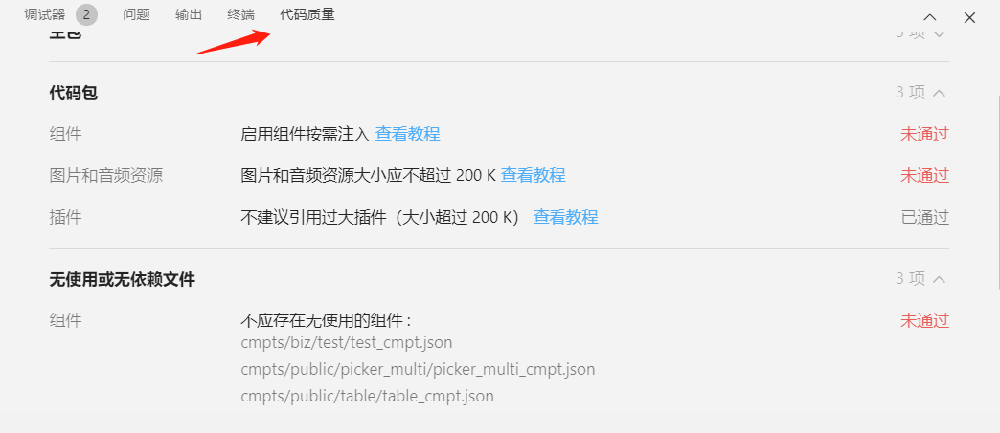 调试器 2 问题 输出 终端 代码质量
主包 3 项
代码包 3 项
组件 启用组件按需注入 查看教程 未通过
图片和音频资源 图片和音频资源大小应不超过 200 K 查看教程 未通过
插件 不建议引用过大插件（大小超过 200 K） 查看教程 已通过
无使用或无依赖文件 3 项
组件 不应存在无使用的组件 : 未通过
cmpts/biz/test/test_cmpt.json
cmpts/public/picker_multi/picker_multi_cmpt.json
cmpts/public/table/table_cmpt.json